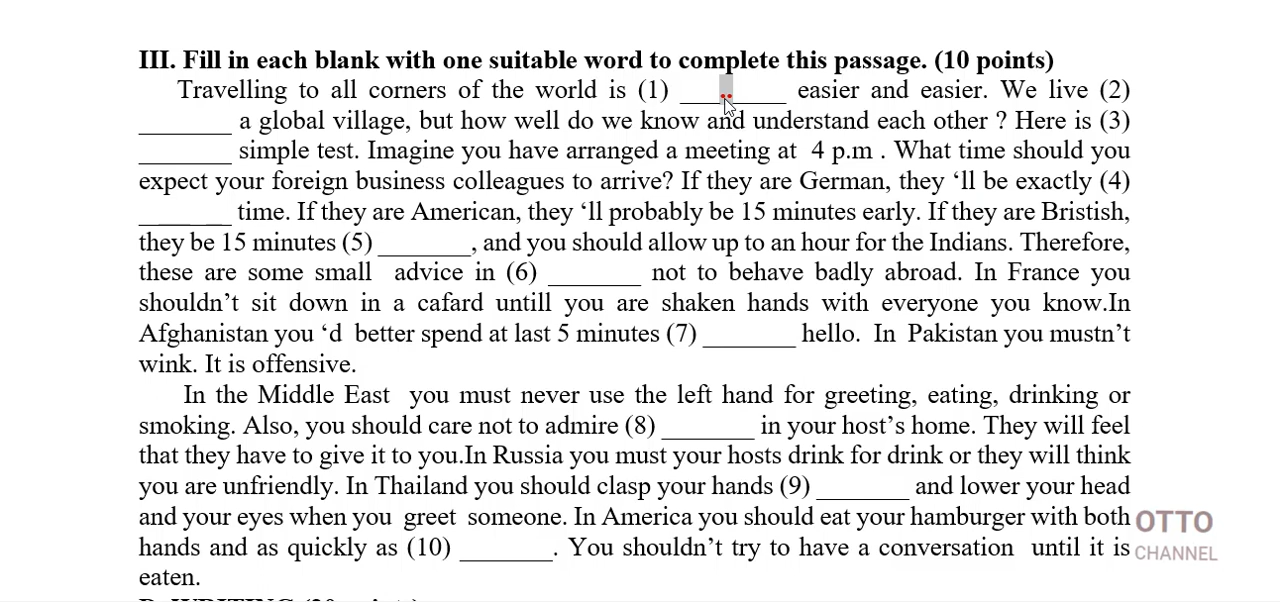 III. Fill in each blank with one suitable word to complete this passage. (10 points)
Travelling to all corners of the world is (1) ________ easier and easier. We live (2)
_______ a global village, but how well do we know and understand each other ? Here is (3)
_______ simple test. Imagine you have arranged a meeting at 4 p.m . What time should you
expect your foreign business colleagues to arrive? If they are German, they ‘ll be exactly (4)
_______ time. If they are American, they ‘ll probably be 15 minutes early. If they are Bristish,
they be 15 minutes (5) _______, and you should allow up to an hour for the Indians. Therefore,
these are some small advice in (6) _______ not to behave badly abroad. In France you
shouldn’t sit down in a cafard untill you are shaken hands with everyone you know.In
Afghanistan you ‘d better spend at last 5 minutes (7) _______ hello. In Pakistan you mustn’t
wink. It is offensive.
In the Middle East you must never use the left hand for greeting, eating, drinking or
smoking. Also, you should care not to admire (8) _______ in your host’s home. They will feel
that they have to give it to you.In Russia you must your hosts drink for drink or they will think
you are unfriendly. In Thailand you should clasp your hands (9) _______ and lower your head
and your eyes when you greet someone. In America you should eat your hamburger with both
hands and as quickly as (10) _______. You shouldn’t try to have a conversation until it is
eaten.
OTTO
CHANNEL